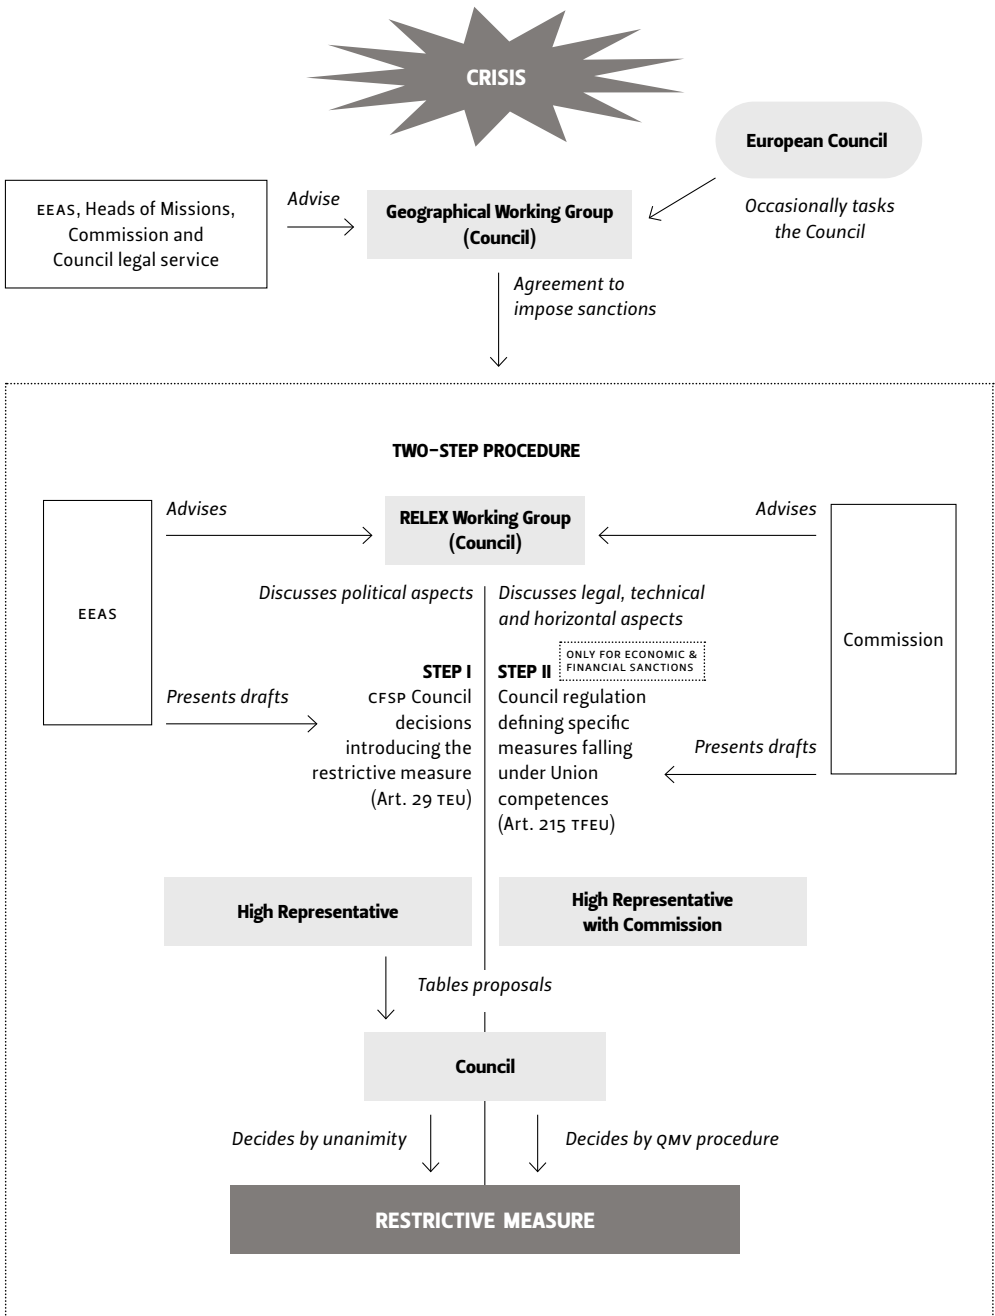 CRISIS
European Council
Occasionally tasks
the Council
EEAS, Heads of Missions,
Commission and
Council legal service
Advise
Geographical Working Group
(Council)
Agreement to
impose sanctions
TWO–STEP PROCEDURE
EEAS
Advises
RELEX Working Group
(Council)
Advises
Commission
Discusses political aspects
Discusses legal, technical
and horizontal aspects
Presents drafts
STEP I
CFSP Council
decisions
introducing the
restrictive measure
(Art. 29 TEU)
STEP II
ONLY FOR ECONOMIC &
FINANCIAL SANCTIONS
Council regulation
defining specific
measures falling
under Union
competences
(Art. 215 TFEU)
Presents drafts
High Representative
High Representative
with Commission
Tables proposals
Council
Decides by unanimity
Decides by QMV procedure
RESTRICTIVE MEASURE